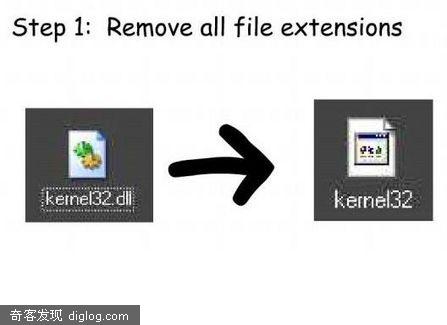 Step 1: Remove all file extensions
kernel32.dll
kernel32
奇客发现 diglog.com